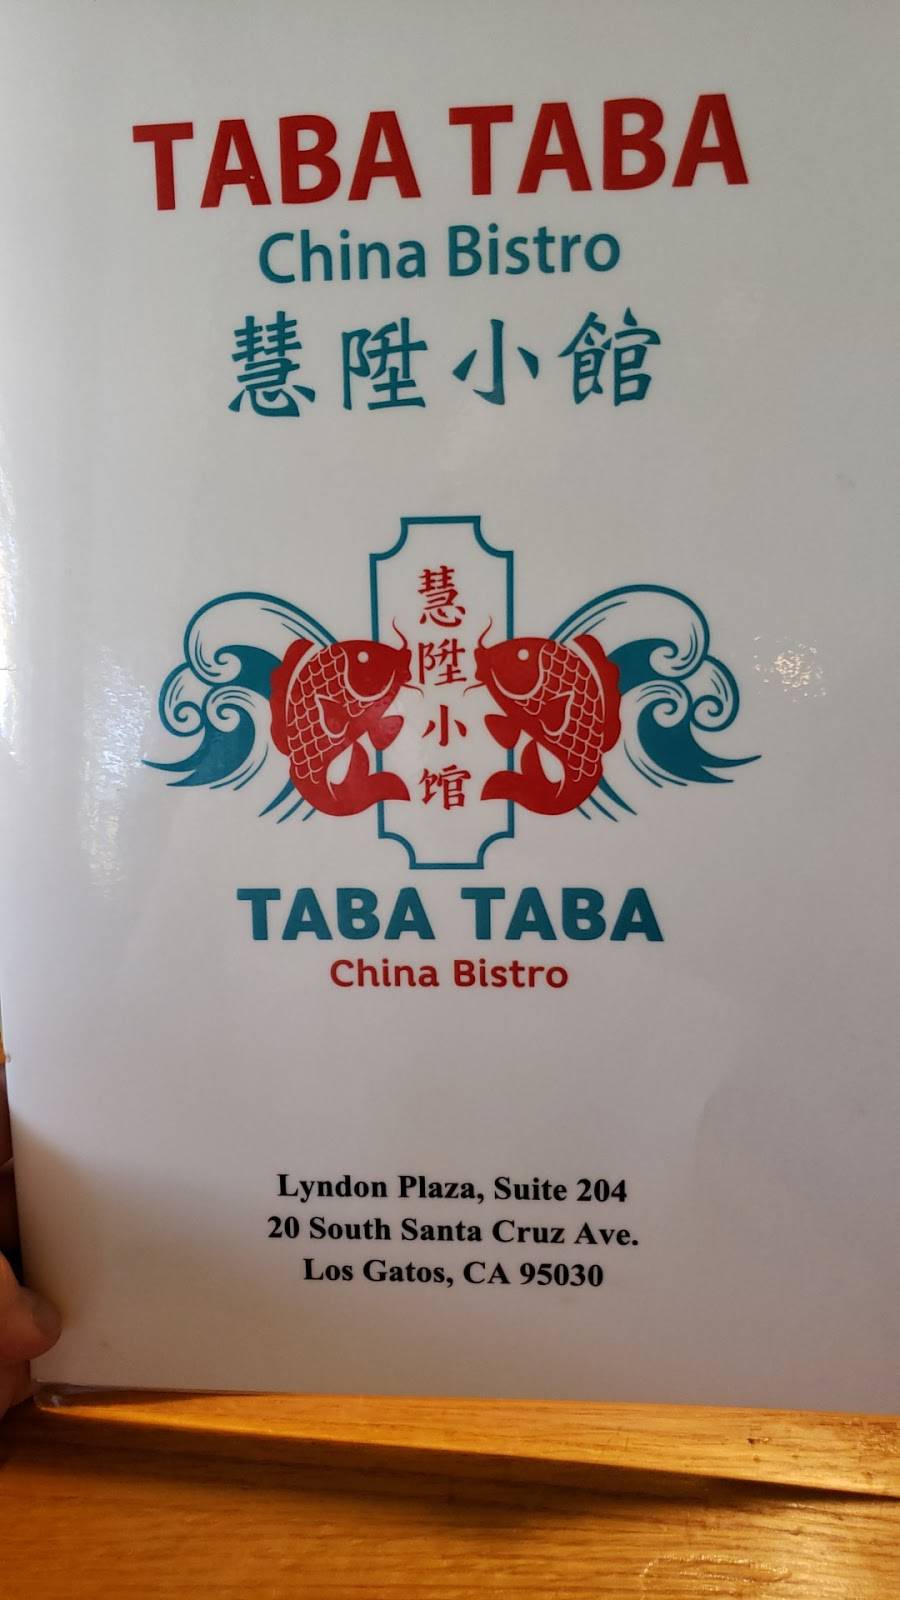 TABA TABA
China Bistro
慧陞小館
慧陞小馆
TABA TABA
China Bistro
Lyndon Plaza, Suite 204
20 South Santa Cruz Ave.
Los Gatos, CA 95030